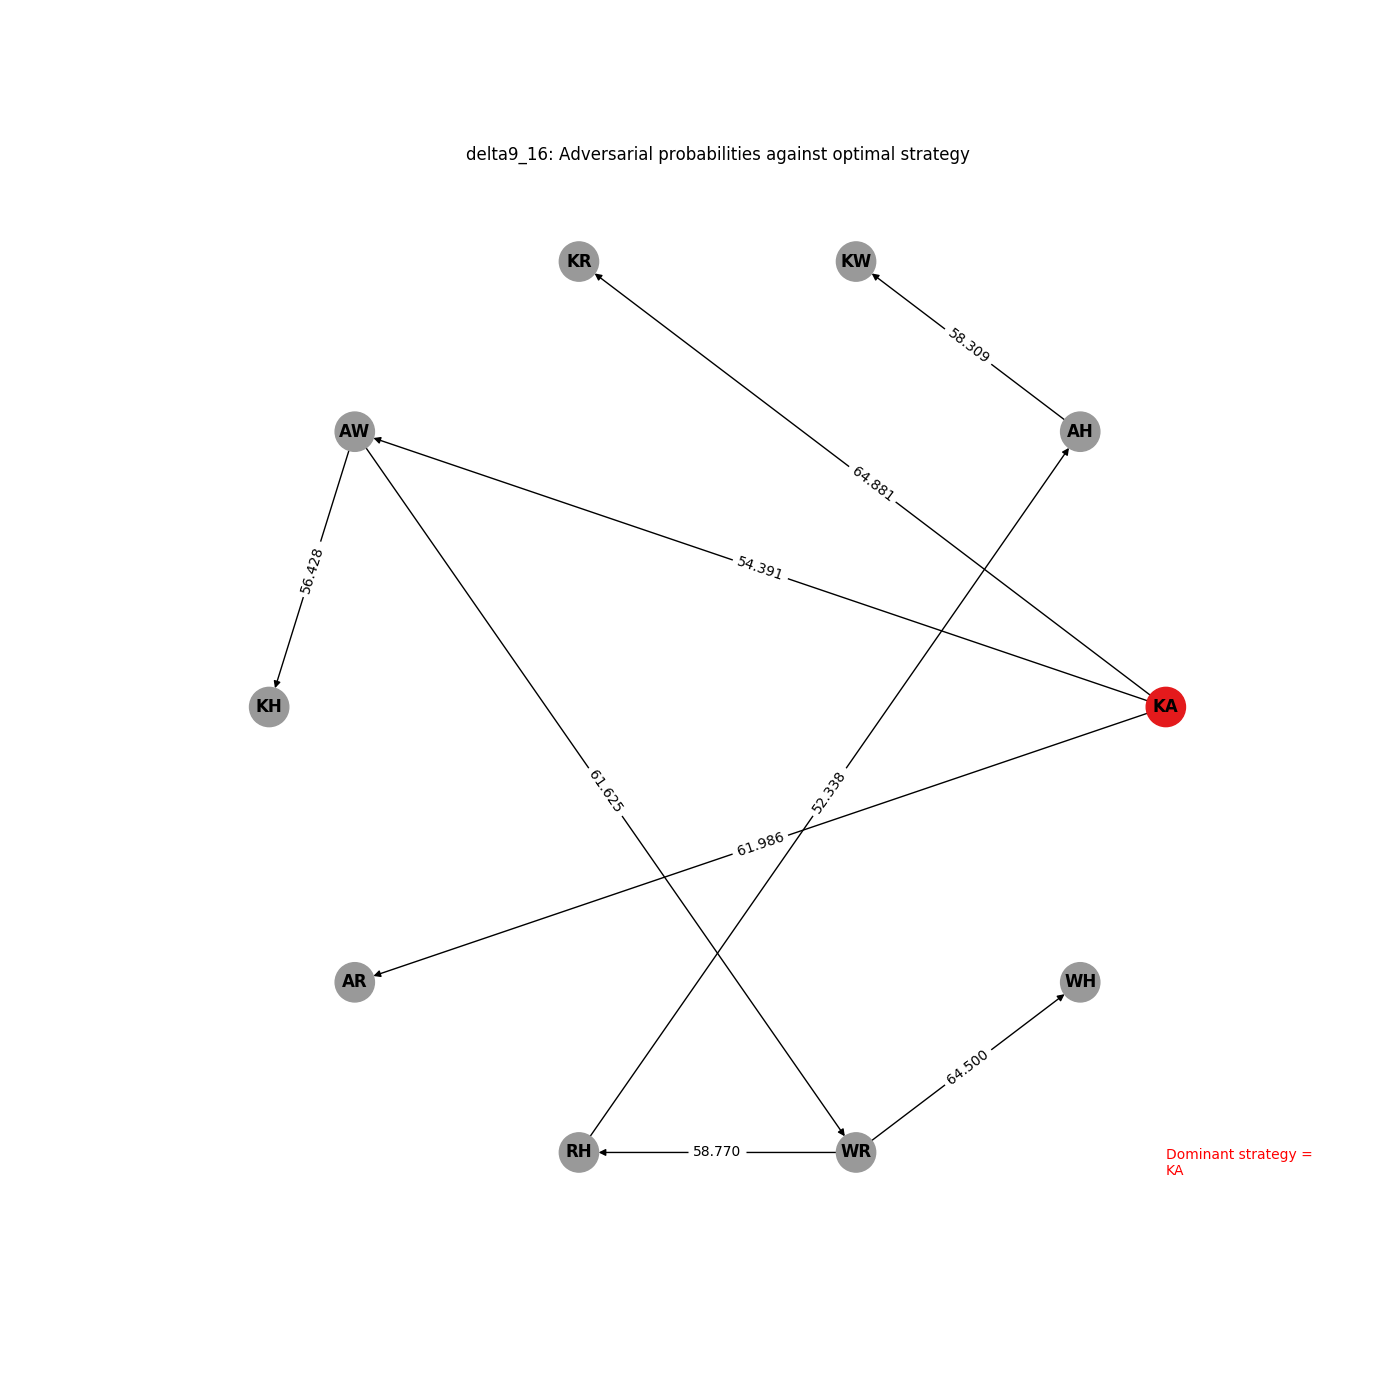 delta9_16: Adversarial probabilities against optimal strategy
KR
KW
58.309
AW
AH
64.881
54.391
56.428
KH
KA
61.625
52.338
61.986
AR
WH
64.500
RH
58.770
WR
Dominant strategy =
KA